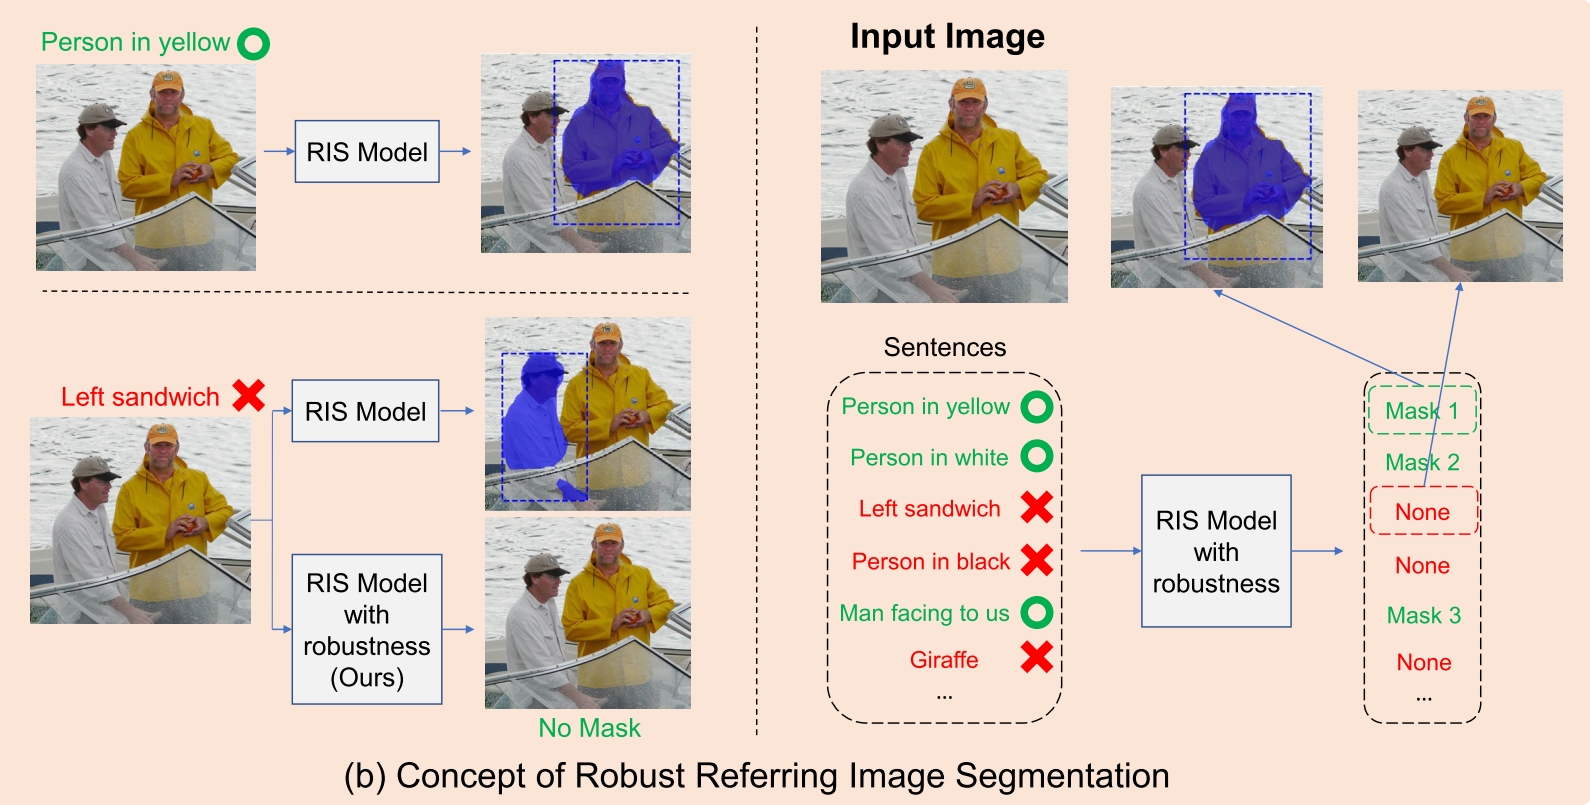 Person in yellow
RIS Model
Left sandwich
RIS Model
RIS Model
with
robustness
(Ours)
No Mask
Input Image
Sentences
Person in yellow
Person in white
Left sandwich
Person in black
Man facing to us
Giraffe
...
RIS Model
with
robustness
Mask 1
Mask 2
None
None
Mask 3
None
...
(b) Concept of Robust Referring Image Segmentation